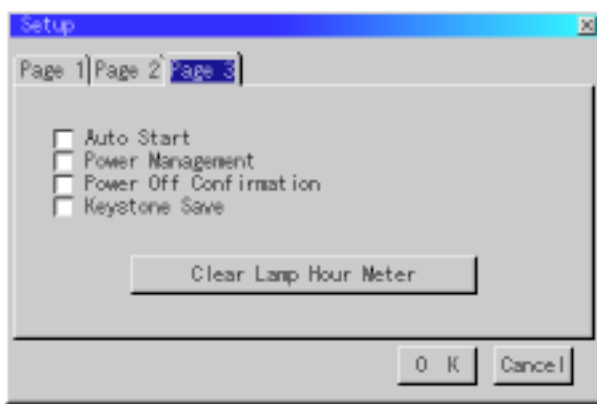 Setup
Page 1 Page 2 Page 3
Auto Start
Power Management
Power Off Confirmation
Keystone Save
Clear Lamp Hour Meter
O K Cancel